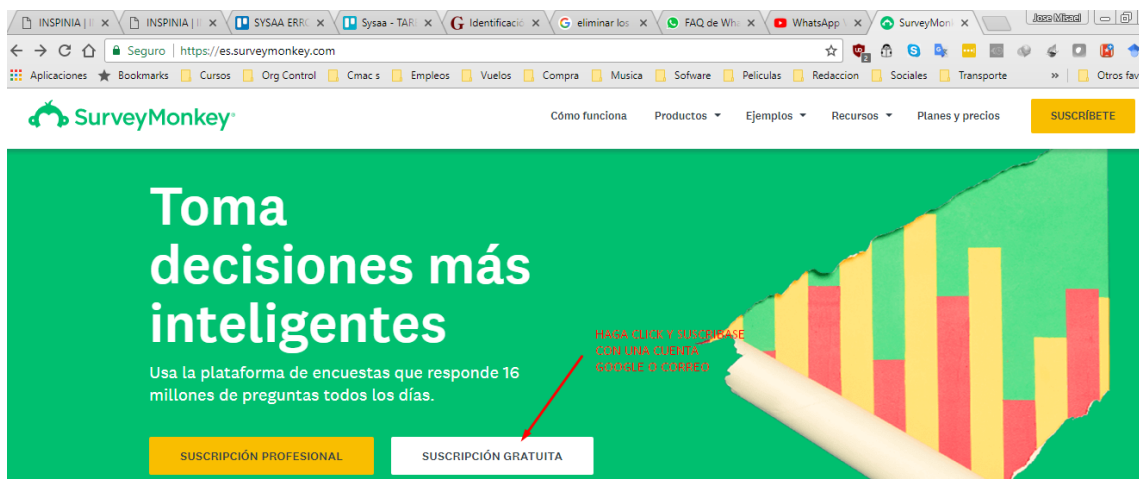 INSPINIA | I
INSPINIA | I
SYSAA ERRO
Sysaa - TAR
Identificació
eliminar los
FAQ de Wh
WhatsApp
SurveyMon
Jose Misael
Seguro | https://es.surveymonkey.com
2
Aplicaciones Bookmarks Cursos Org Control Cmac s Empleos Vuelos Compra Musica Sofware Peliculas Redaccion Sociales Transporte » Otros fav
SurveyMonkey
Cómo funciona Productos Ejemplos Recursos Planes y precios SUSCRÍBETE
Toma
decisiones más
inteligentes
HAGA CLICK Y SUSCRIBASE
CON UNA CUENTA
GOOGLE O CORREO
Usa la plataforma de encuestas que responde 16
millones de preguntas todos los días.
SUSCRIPCIÓN PROFESIONAL SUSCRIPCIÓN GRATUITA